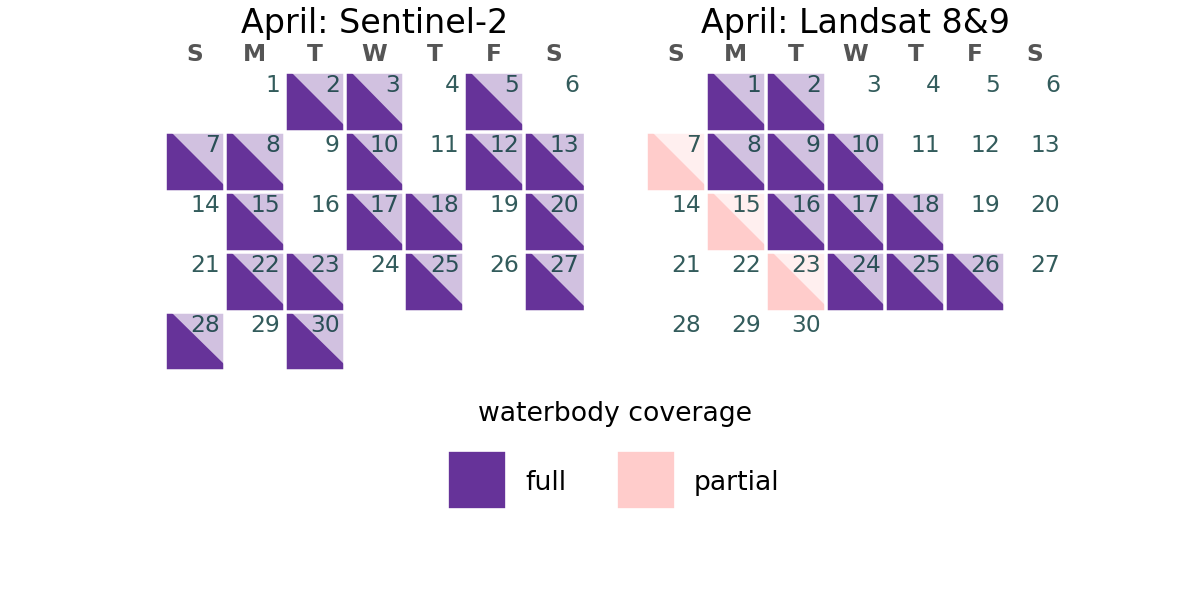 April: Sentinel-2
S M T W T F S
1 2 3 4 5 6
7 8 9 10 11 12 13
14 15 16 17 18 19 20
21 22 23 24 25 26 27
28 29 30
April: Landsat 8&9
S M T W T F S
1 2 3 4 5 6
7 8 9 10 11 12 13
14 15 16 17 18 19 20
21 22 23 24 25 26 27
28 29 30
waterbody coverage
full
partial